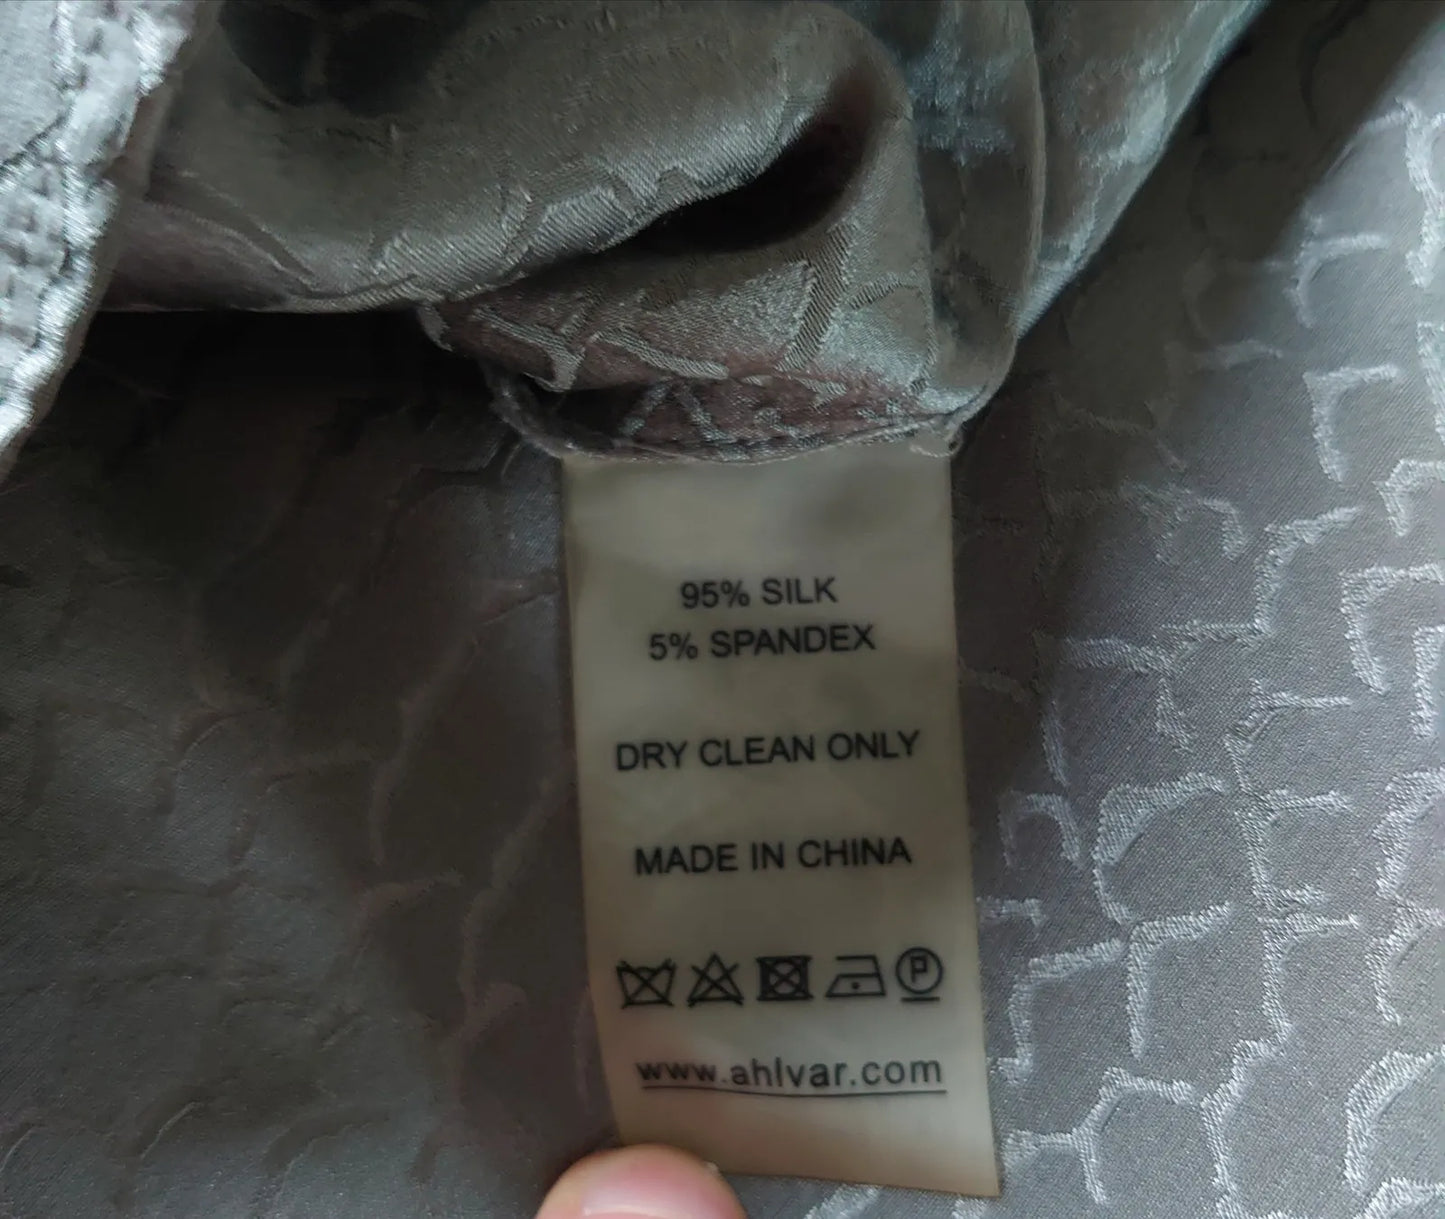 95% SILK
5% SPANDEX
DRY CLEAN ONLY
MADE IN CHINA
P
www.ahlvar.com